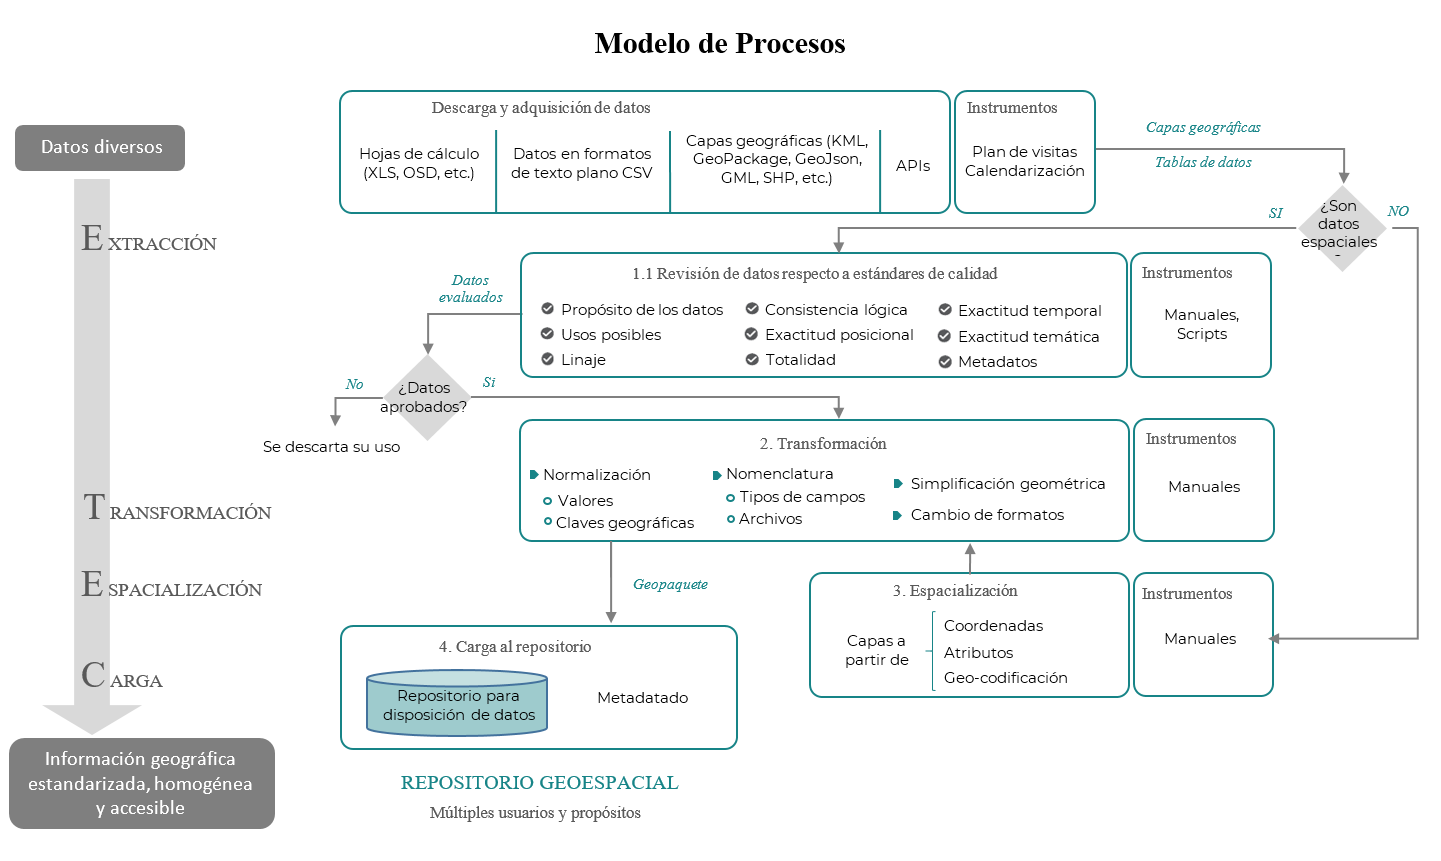 Modelo de Procesos
Datos diversos
EXTRACCIÓN
TRANSFORMACIÓN
ESPACIALIZACIÓN
CARGA
Información geográfica
estandarizada, homogénea
y accesible
Descarga y adquisición de datos
Hojas de cálculo
(XLS, OSD, etc.)
Datos en formatos
de texto plano CSV
Capas geográficas (KML,
GeoPackage, GeoJson,
GML, SHP, etc.)
APIs
Instrumentos
Plan de visitas
Calendarización
Capas geográficas
Tablas de datos
¿Son
datos
espaciales
?
SI
NO
1.1 Revisión de datos respecto a estándares de calidad
Propósito de los datos
Usos posibles
Linaje
Consistencia lógica
Exactitud posicional
Totalidad
Exactitud temporal
Exactitud temática
Metadatos
Instrumentos
Manuales,
Scripts
Datos
evaluados
¿Datos
aprobados?
No
Si
Se descarta su uso
2. Transformación
Normalización
Valores
Claves geográficas
Nomenclatura
Tipos de campos
Archivos
Simplificación geométrica
Cambio de formatos
Instrumentos
Manuales
Geopaquete
3. Espacialización
Capas a
partir de
Coordenadas
Atributos
Geo-codificación
Instrumentos
Manuales
4. Carga al repositorio
Repositorio para
disposición de datos
Metadatado
REPOSITORIO GEOESPACIAL
Múltiples usuarios y propósitos